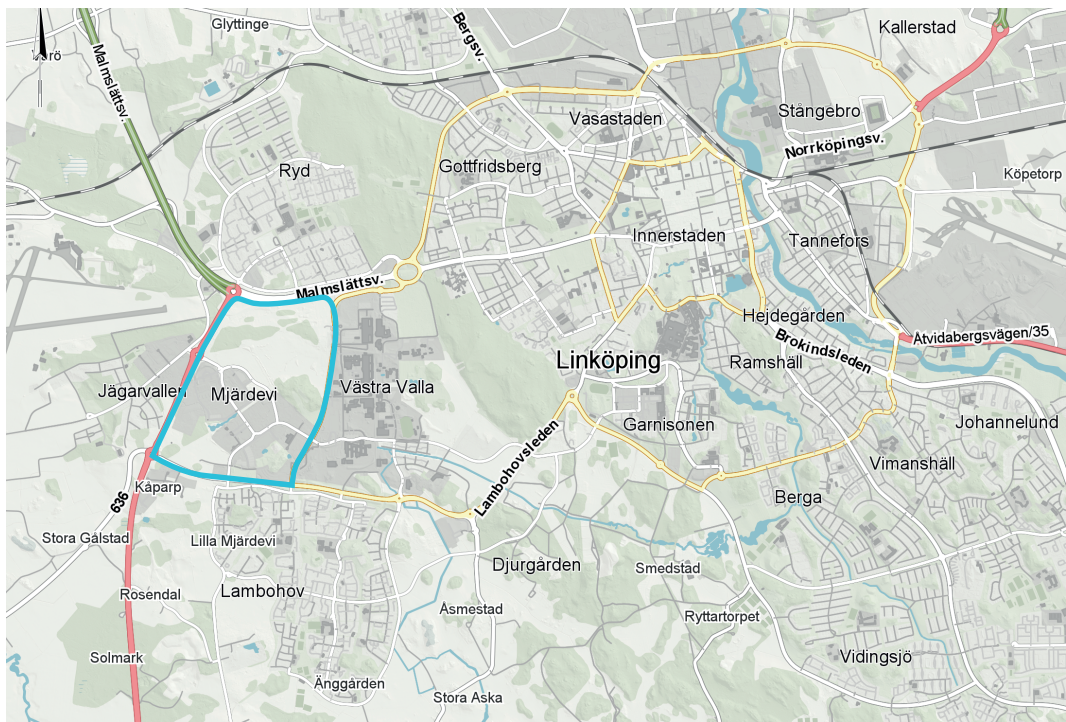 Glyttinge
Bergsv.
Kallerstad
Malmslättsv.
Vasastaden
Stångebro
Norrköpingsv.
Ryd
Gottfridsberg
Köpetorp
Innerstaden
Tannefors
Malmslättsv.
Hejdegården
Åtvidabergsvägen/35
Brokindsleden
Linköping
Ramshäll
Jägarvallen
Mjärdevi
Västra Valla
Garnisonen
Johannelund
Lambohovsleden
Vimanshäll
Kåparp
636
Berga
Stora Gålstad
Lilla Mjärdevi
Djurgården
Smedstad
Rosendal
Lambohov
Åsmestad
Ryttartorpet
Solmark
Vidingsjö
Änggården
Stora Aska